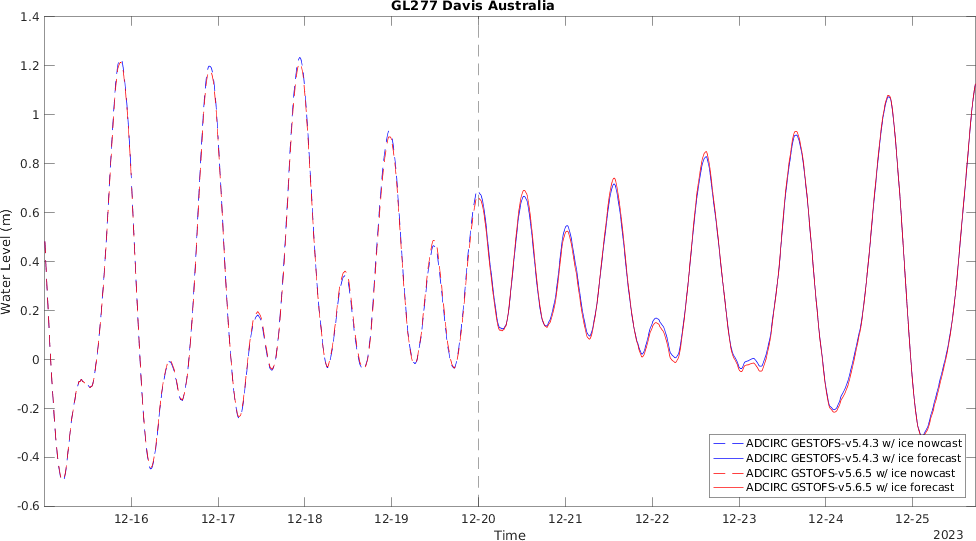 GL277 Davis Australia
1.4
1.2
1
0.8
0.6
0.4
0.2
0
-0.2
-0.4
-0.6
Water Level (m)
ADCIRC GESTOFS-v5.4.3 w/ ice nowcast
ADCIRC GESTOFS-v5.4.3 w/ ice forecast
ADCIRC GSTOFS-v5.6.5 w/ ice nowcast
ADCIRC GSTOFS-v5.6.5 w/ ice forecast
12-16 12-17 12-18 12-19 12-20 12-21 12-22 12-23 12-24 12-25
Time
2023